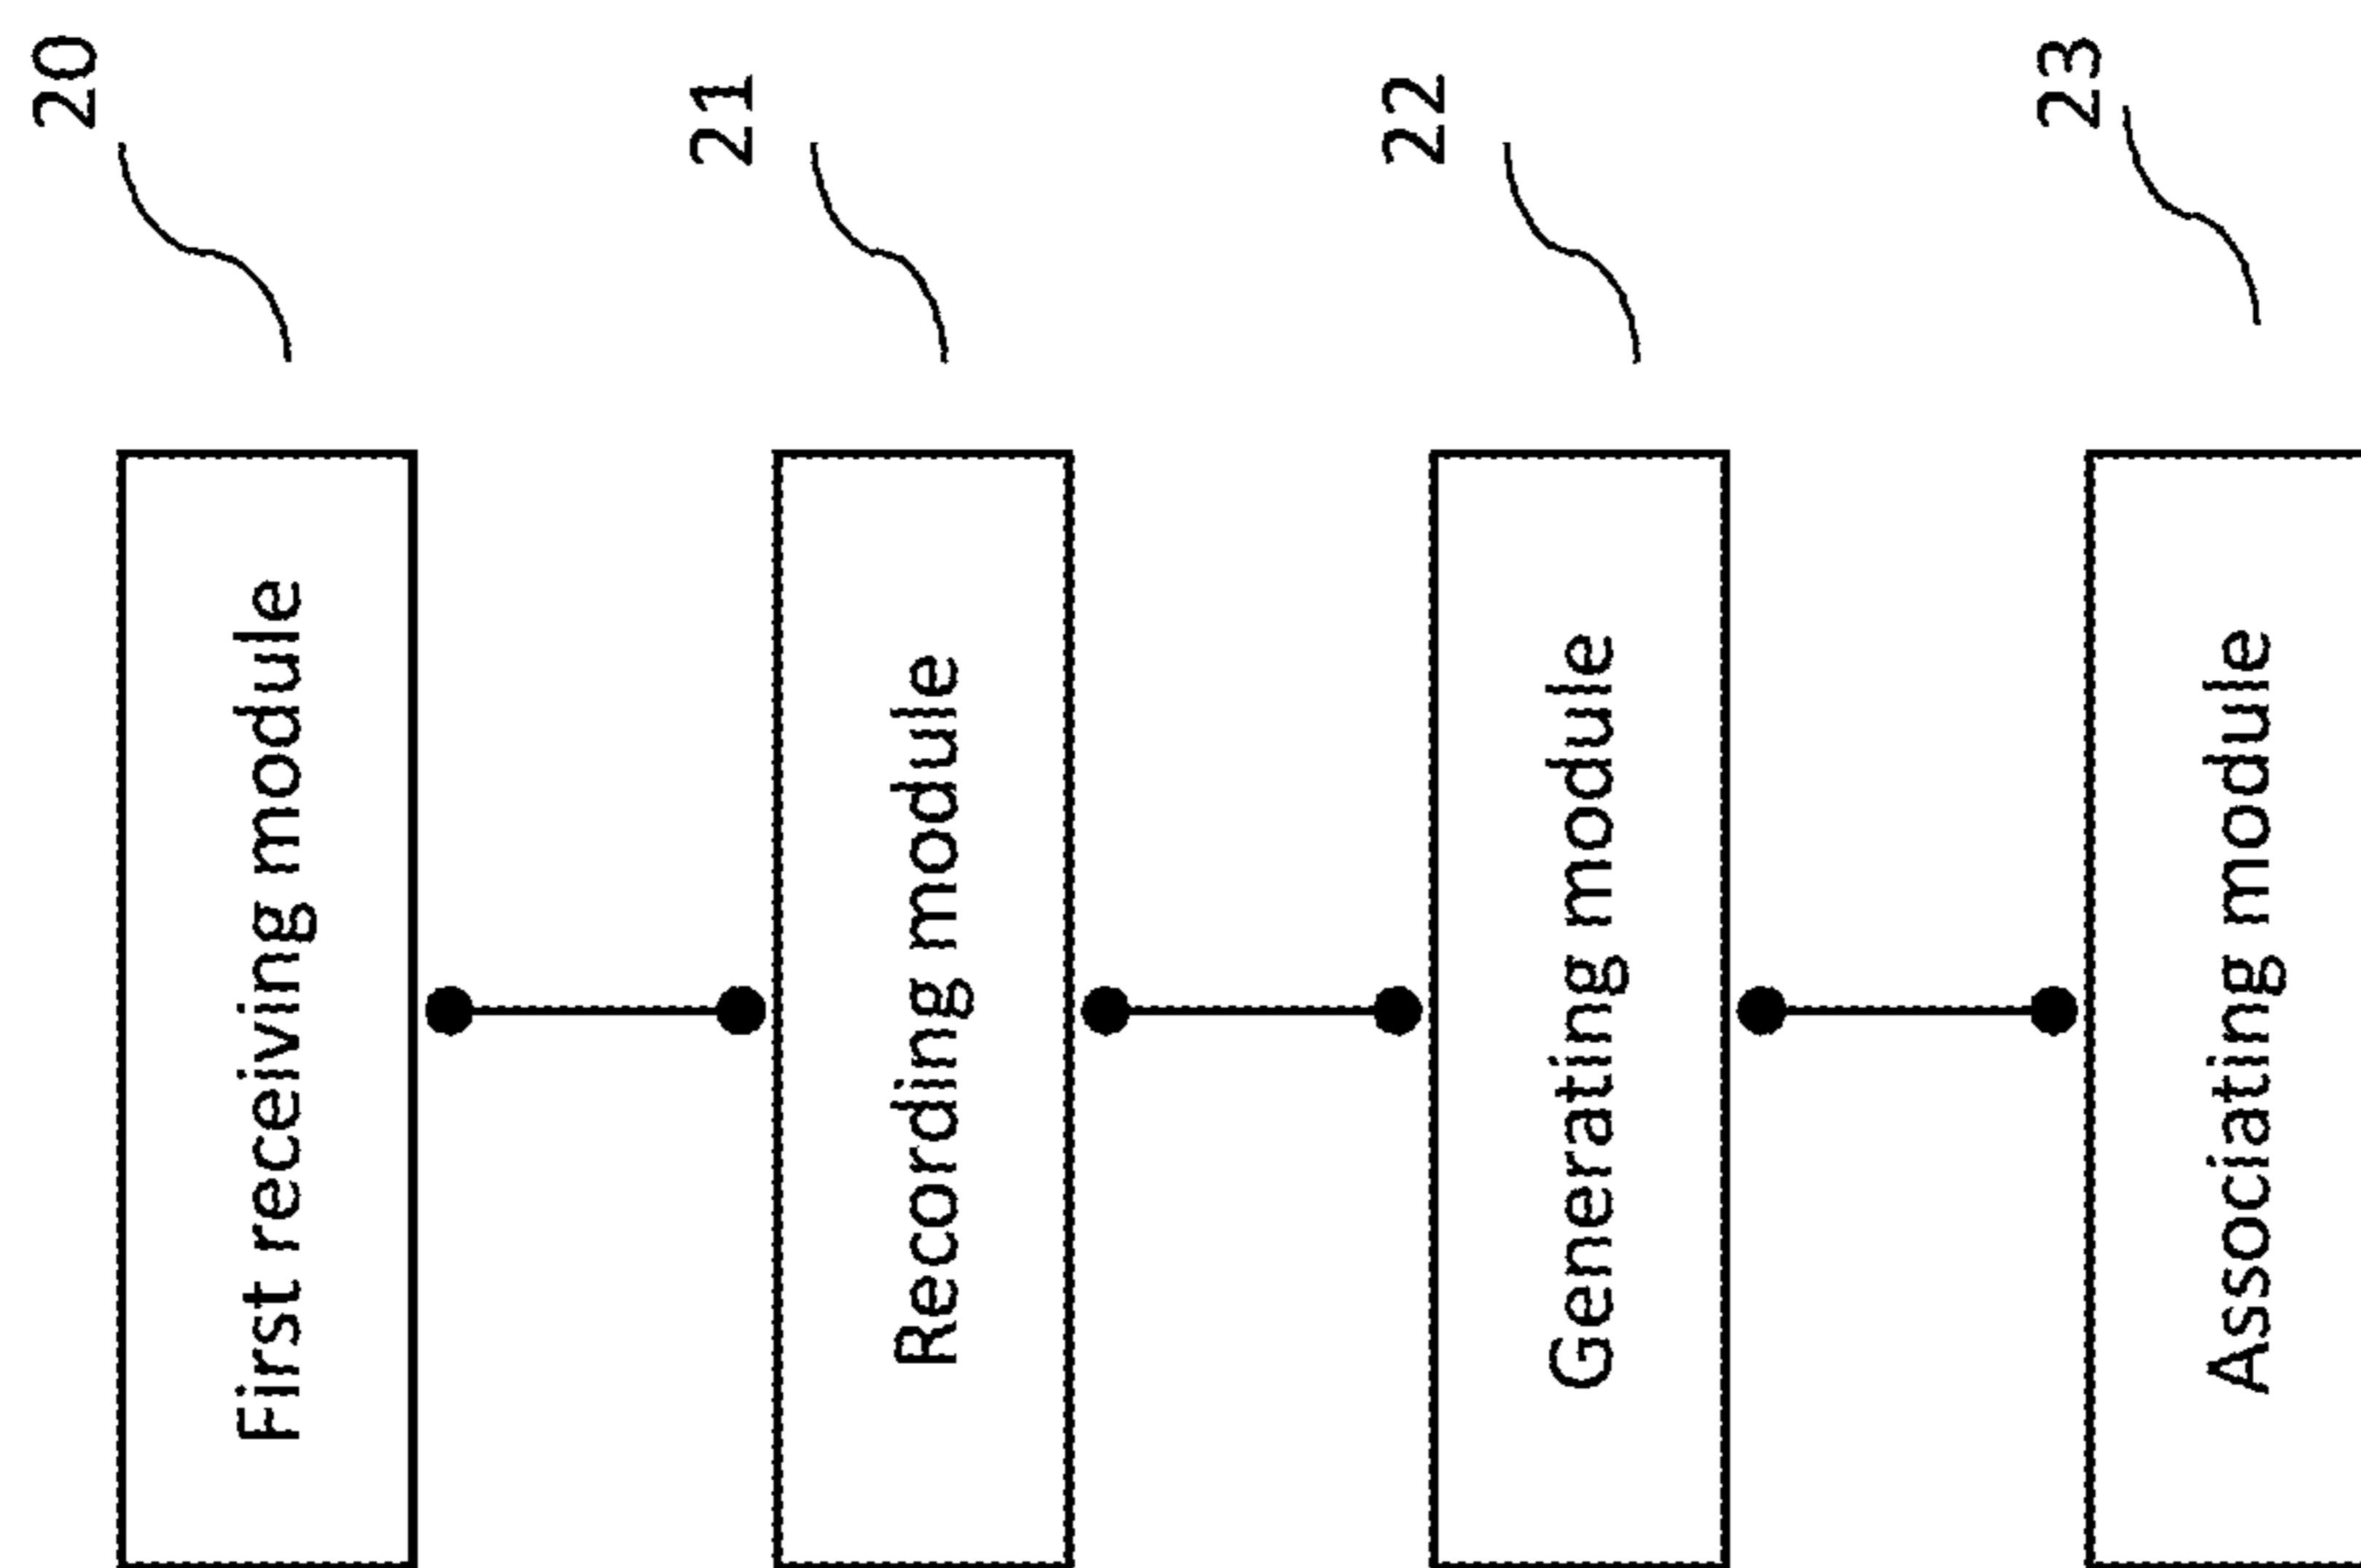 First receiving module
20
Recording module
21
Generating module
22
Associating module
23